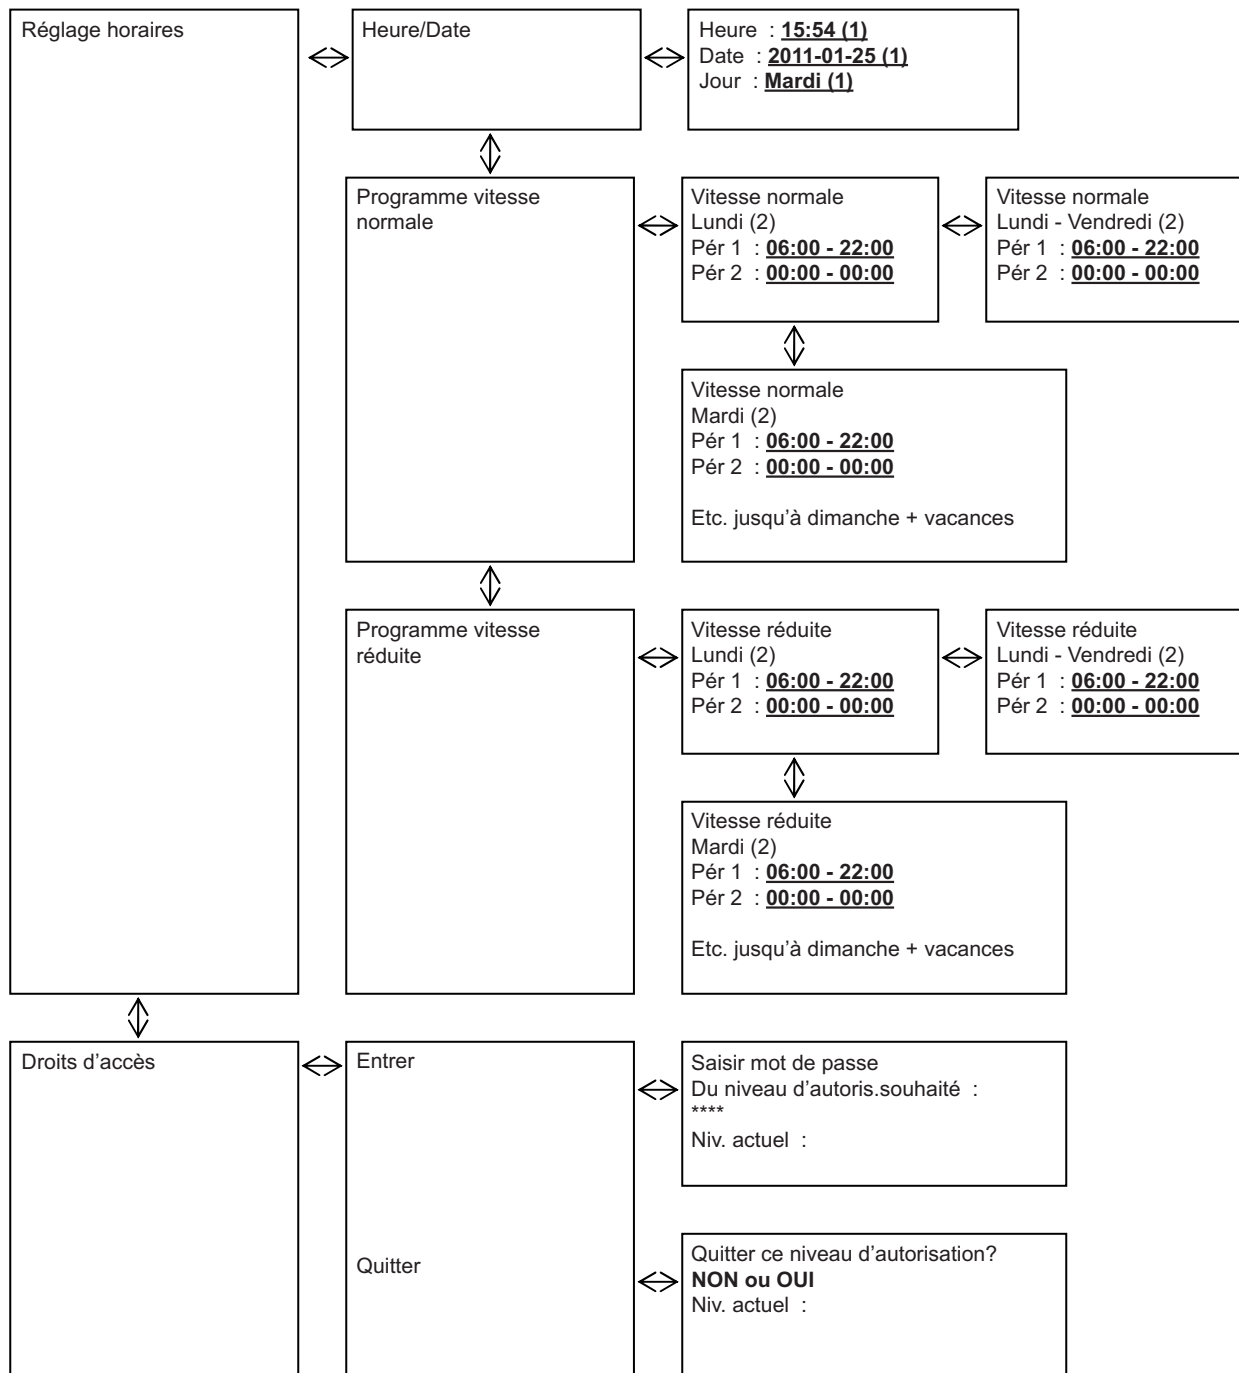 Réglage horaires
Heure/Date
Heure : 15:54 (1)
Date : 2011-01-25 (1)
Jour : Mardi (1)
Programme vitesse
normale
Vitesse normale
Lundi (2)
Pér 1 : 06:00 - 22:00
Pér 2 : 00:00 - 00:00
Vitesse normale
Lundi - Vendredi (2)
Pér 1 : 06:00 - 22:00
Pér 2 : 00:00 - 00:00
Vitesse normale
Mardi (2)
Pér 1 : 06:00 - 22:00
Pér 2 : 00:00 - 00:00
Etc. jusqu'à dimanche + vacances
Programme vitesse
réduite
Vitesse réduite
Lundi (2)
Pér 1 : 06:00 - 22:00
Pér 2 : 00:00 - 00:00
Vitesse réduite
Lundi - Vendredi (2)
Pér 1 : 06:00 - 22:00
Pér 2 : 00:00 - 00:00
Vitesse réduite
Mardi (2)
Pér 1 : 06:00 - 22:00
Pér 2 : 00:00 - 00:00
Etc. jusqu'à dimanche + vacances
Droits d'accès
Entrer
Saisir mot de passe
Du niveau d'autoris.souhaité :
****
Niv. actuel :
Quitter
Quitter ce niveau d'autorisation?
NON ou OUI
Niv. actuel :